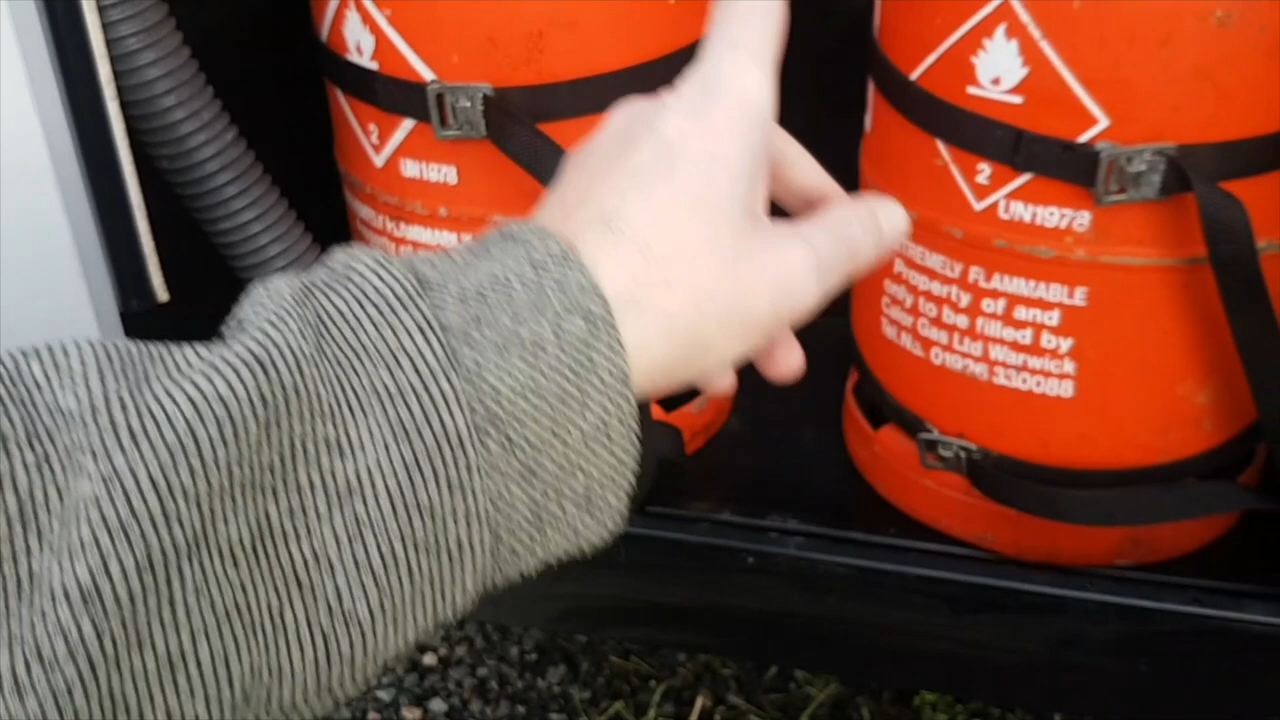 2
UN1978
FLAMMABLE
2
UN1978
EXTREMELY FLAMMABLE
Property of and
only to be filled by
Calor Gas Ltd Warwick
Tel.No. 01926 330088